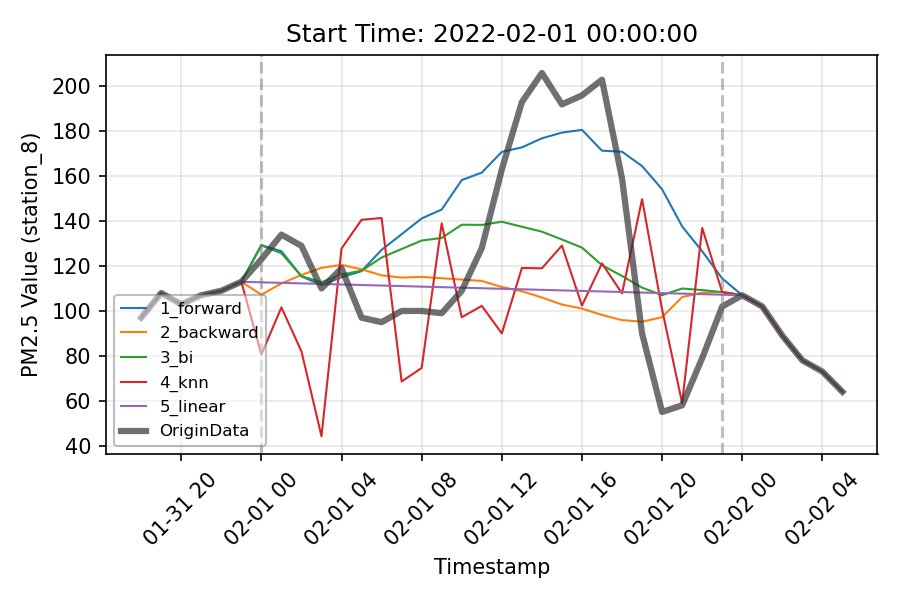 Start Time: 2022-02-01 00:00:00
PM2.5 Value (station_8)
200
180
160
140
120
100
80
60
40
1_forward
2_backward
3_bi
4_knn
5_linear
OriginData
01-31 20
02-01 00
02-01 04
02-01 08
02-01 12
02-01 16
02-01 20
02-02 00
02-02 04
Timestamp